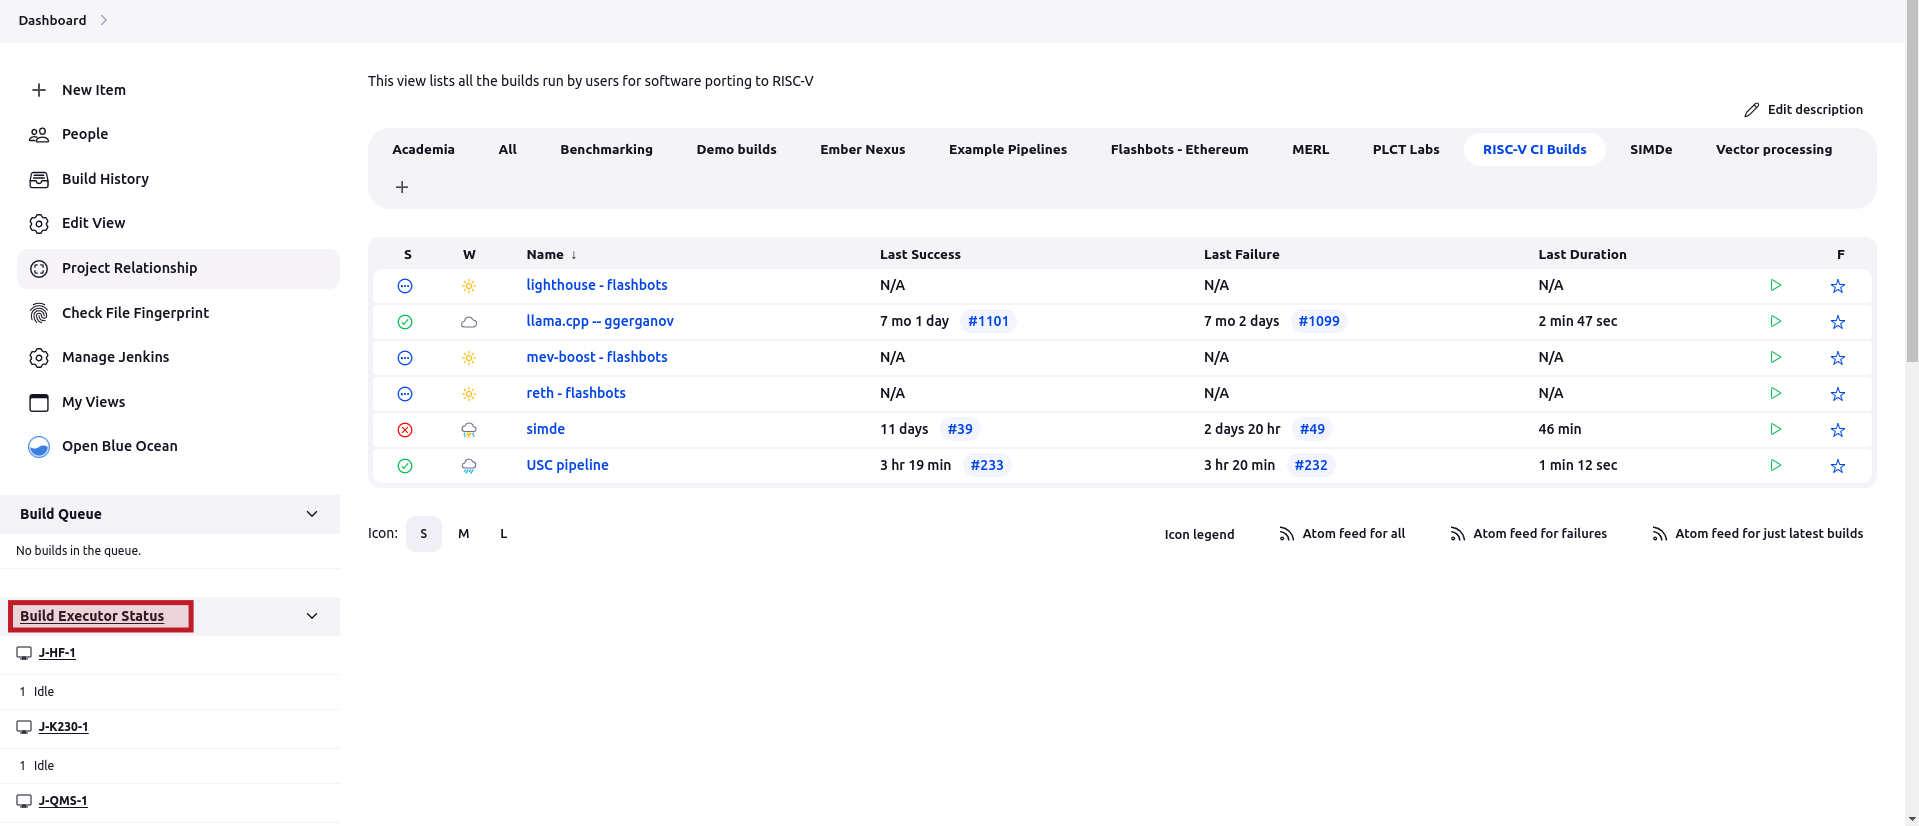 Dashboard
New Item
People
Build History
Edit View
Project Relationship
Check File Fingerprint
Manage Jenkins
My Views
Open Blue Ocean
Build Queue
No builds in the queue.
Build Executor Status
J-HF-1
1 Idle
J-K230-1
1 Idle
J-QMS-1
This view lists all the builds run by users for software porting to RISC-V
Edit description
Academia All Benchmarking Demo builds Ember Nexus Example Pipelines Flashbots - Ethereum MERL PLCT Labs RISC-V CI Builds SIMDe Vector processing
+
S W Name ↓ Last Success Last Failure Last Duration F
lighthouse - flashbots N/A N/A N/A
llama.cpp -- ggerganov 7 mo 1 day #1101 7 mo 2 days #1099 2 min 47 sec
mev-boost - flashbots N/A N/A N/A
reth - flashbots N/A N/A N/A
simde 11 days #39 2 days 20 hr #49 46 min
USC pipeline 3 hr 19 min #233 3 hr 20 min #232 1 min 12 sec
Icon: S M L Icon legend Atom feed for all Atom feed for failures Atom feed for just latest builds